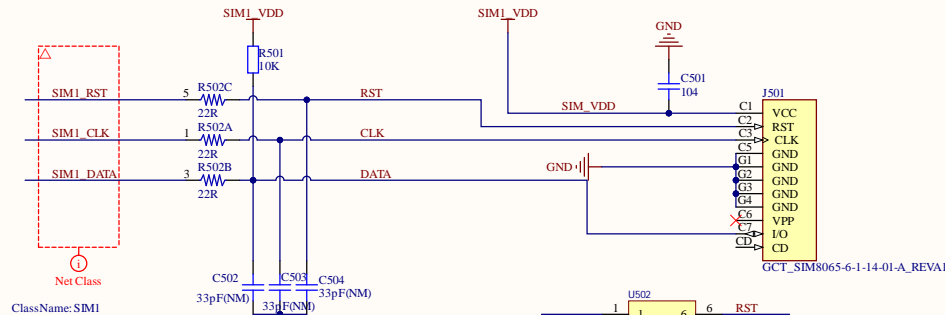 SIM1_VDD
SIM1_VDD
GND
R501
10K
C501
104
J501
SIM1_RST
5
R502C
22R
RST
SIM_VDD
C1
VCC
C2
RST
SIM1_CLK
1
R502A
22R
CLK
C3
CLK
C5
GND
GND
G1
GND
SIM1_DATA
3
R502B
22R
DATA
G2
GND
G3
GND
G4
GND
C6
VPP
C7
I/O
CD
CD
GCT_SIM8065-6-1-14-01-A_REVA1
i
Net Class
C502
33pF(NM)
C503
33pF(NM)
C504
33pF(NM)
ClassName: SIM1
U502
1
1
6
6
RST